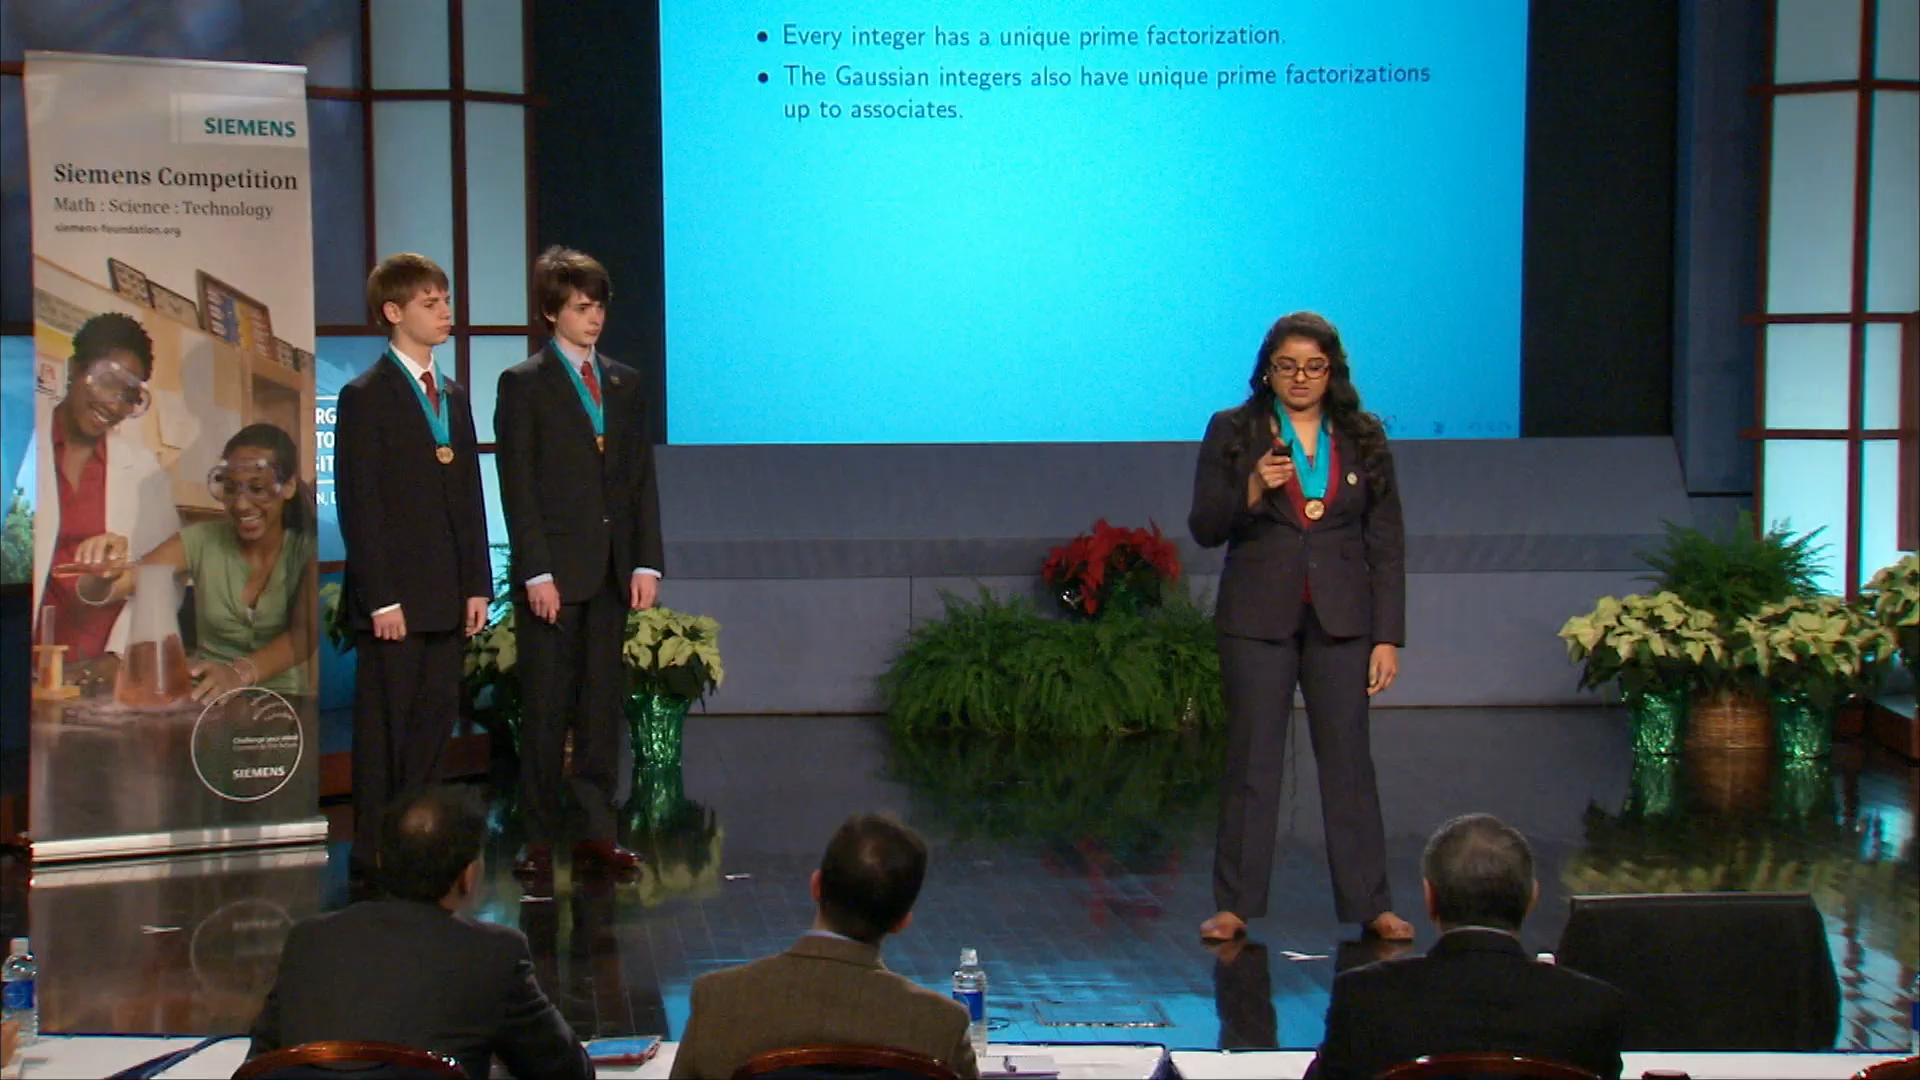 • Every integer has a unique prime factorization.
• The Gaussian integers also have unique prime factorizations
up to associates.
SIEMENS
Siemens Competition
Math : Science : Technology
siemens-foundation.org
SIEMENS